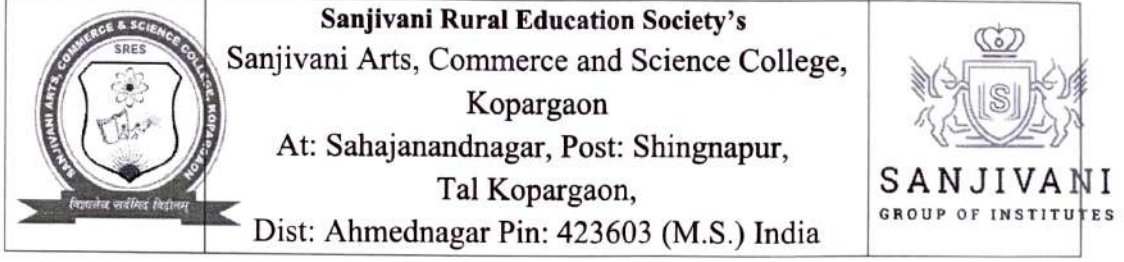 SANJIVANI ARTS, COMMERCE & SCIENCE COLLEGE, KOPARGAON
SRES
Sanjivani Rural Education Society's
Sanjivani Arts, Commerce and Science College,
Kopargaon
At: Sahajanandnagar, Post: Shingnapur,
Tal Kopargaon,
Dist: Ahmednagar Pin: 423603 (M.S.) India
S
SANJIVANI
GROUP OF INSTITUTES